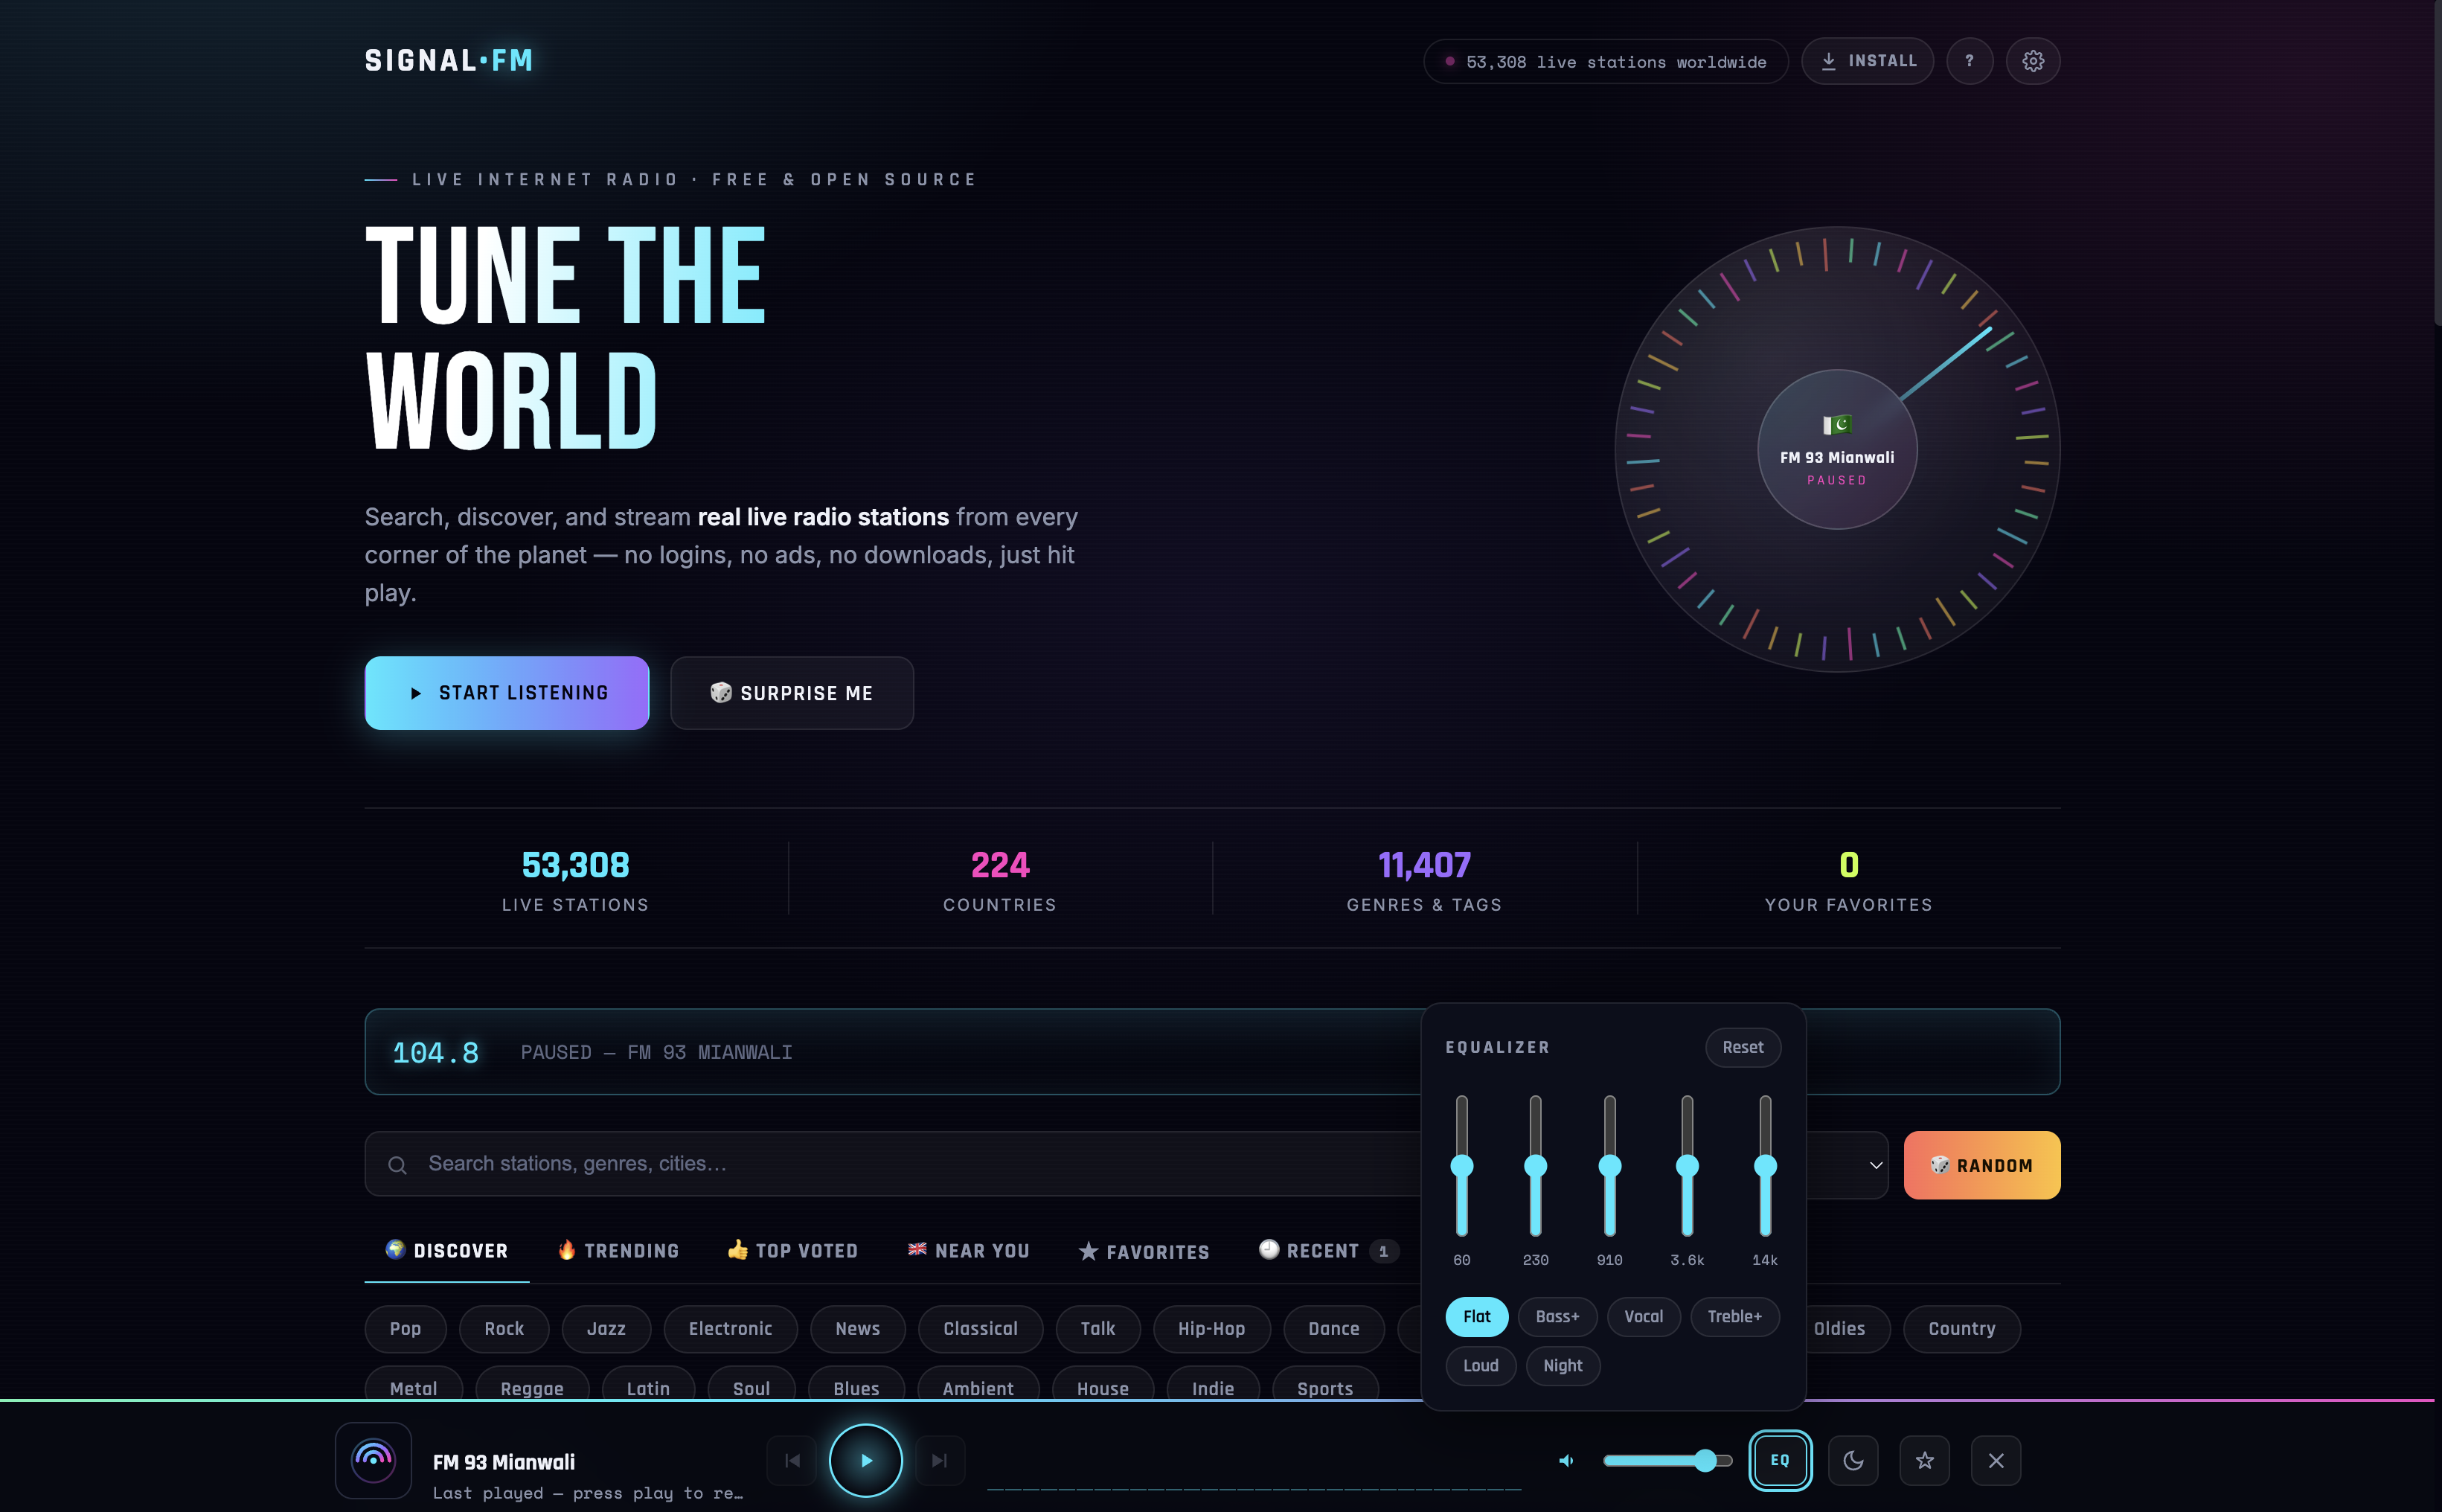 SIGNAL·FM
53,308 live stations worldwide
INSTALL
?
LIVE INTERNET RADIO · FREE & OPEN SOURCE
TUNE THE
WORLD
FM 93 Mianwali
PAUSED
Search, discover, and stream real live radio stations from every
corner of the planet — no logins, no ads, no downloads, just hit
play.
START LISTENING
SURPRISE ME
53,308
LIVE STATIONS
224
COUNTRIES
11,407
GENRES & TAGS
0
YOUR FAVORITES
104.8 PAUSED — FM 93 MIANWALI
EQUALIZER
Reset
60 230 910 3.6k 14k
Flat Bass+ Vocal Treble+
Loud Night
Search stations, genres, cities...
RANDOM
DISCOVER TRENDING TOP VOTED NEAR YOU FAVORITES RECENT 1
Pop Rock Jazz Electronic News Classical Talk Hip-Hop Dance Oldies Country
Metal Reggae Latin Soul Blues Ambient House Indie Sports
FM 93 Mianwali
Last played — press play to re…
EQ